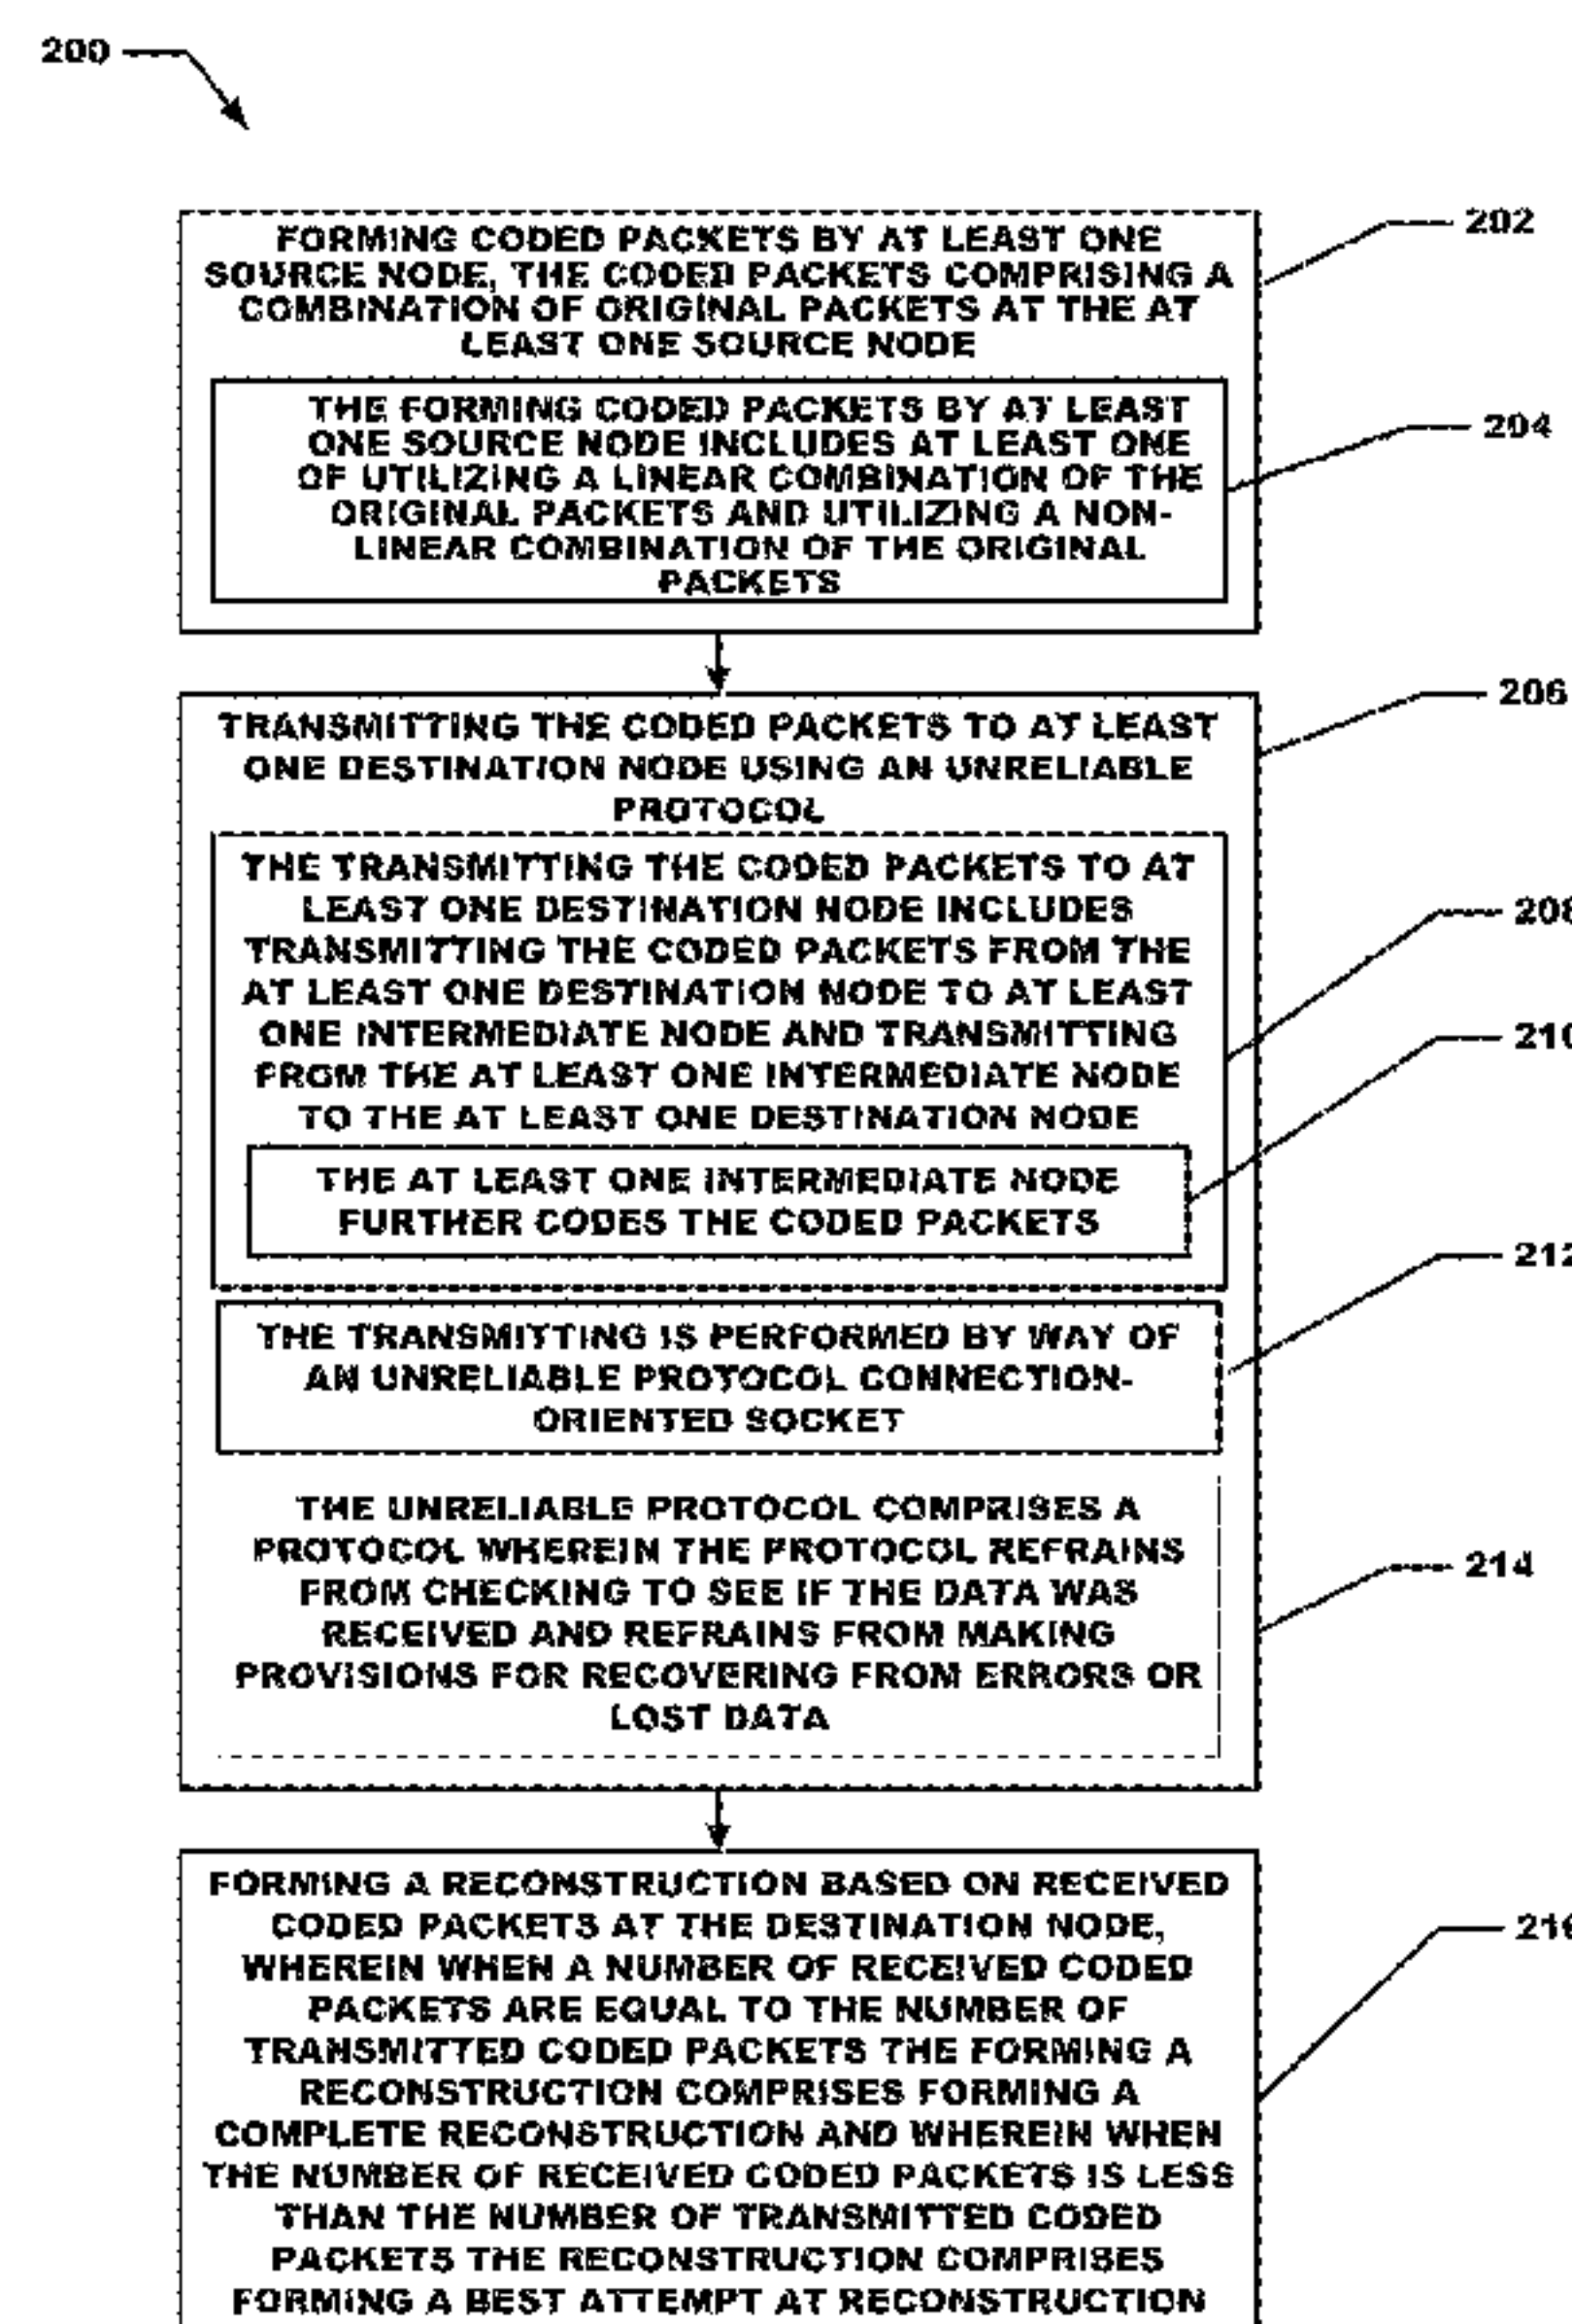 200
202
FORMING CODED PACKETS BY AT LEAST ONE
SOURCE NODE, THE CODED PACKETS COMPRISING A
COMBINATION OF ORIGINAL PACKETS AT THE AT
LEAST ONE SOURCE NODE
204
THE FORMING CODED PACKETS BY AT LEAST
ONE SOURCE NODE INCLUDES AT LEAST ONE
OF UTILIZING A LINEAR COMBINATION OF THE
ORIGINAL PACKETS AND UTILIZING A NON-
LINEAR COMBINATION OF THE ORIGINAL
PACKETS
206
TRANSMITTING THE CODED PACKETS TO AT LEAST
ONE DESTINATION NODE USING AN UNRELIABLE
PROTOCOL
THE TRANSMITTING THE CODED PACKETS TO AT
LEAST ONE DESTINATION NODE INCLUDES
208
TRANSMITTING THE CODED PACKETS FROM THE
AT LEAST ONE DESTINATION NODE TO AT LEAST
ONE INTERMEDIATE NODE AND TRANSMITTING
210
FROM THE AT LEAST ONE INTERMEDIATE NODE
TO THE AT LEAST ONE DESTINATION NODE
THE AT LEAST ONE INTERMEDIATE NODE
FURTHER CODES THE CODED PACKETS
212
THE TRANSMITTING IS PERFORMED BY WAY OF
AN UNRELIABLE PROTOCOL CONNECTION-
ORIENTED SOCKET
THE UNRELIABLE PROTOCOL COMPRISES A
PROTOCOL WHEREIN THE PROTOCOL REFRAINS
214
FROM CHECKING TO SEE IF THE DATA WAS
RECEIVED AND REFRAINS FROM MAKING
PROVISIONS FOR RECOVERING FROM ERRORS OR
LOST DATA
FORMING A RECONSTRUCTION BASED ON RECEIVED
CODED PACKETS AT THE DESTINATION NODE,
216
WHEREIN WHEN A NUMBER OF RECEIVED CODED
PACKETS ARE EQUAL TO THE NUMBER OF
TRANSMITTED CODED PACKETS THE FORMING A
RECONSTRUCTION COMPRISES FORMING A
COMPLETE RECONSTRUCTION AND WHEREIN WHEN
THE NUMBER OF RECEIVED CODED PACKETS IS LESS
THAN THE NUMBER OF TRANSMITTED CODED
PACKETS THE RECONSTRUCTION COMPRISES
FORMING A BEST ATTEMPT AT RECONSTRUCTION